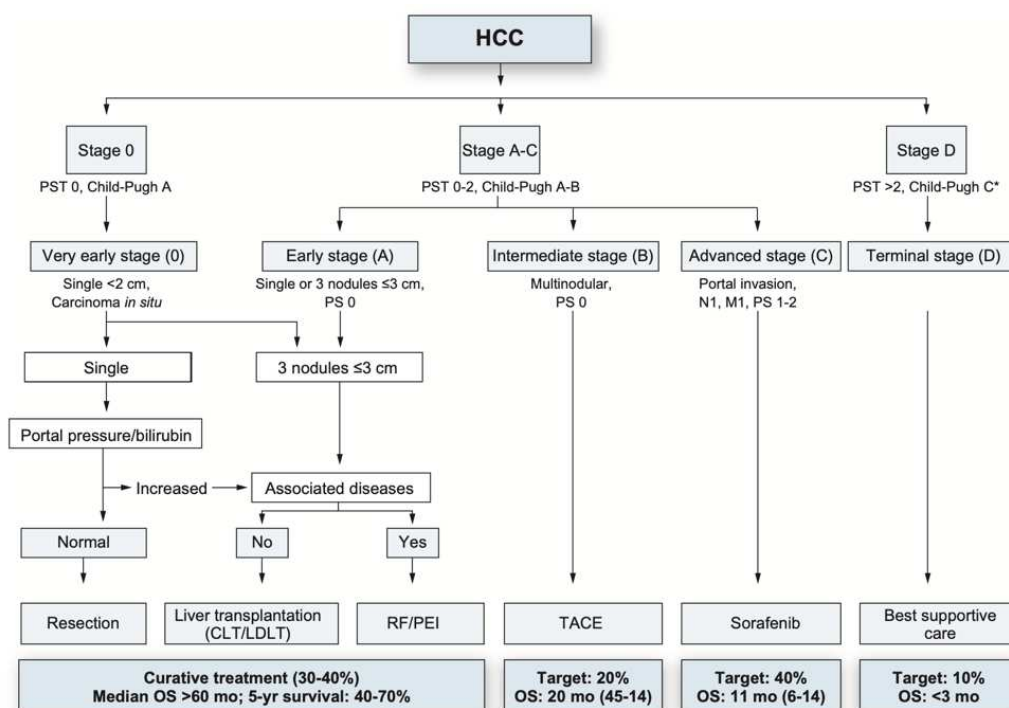 HCC
Stage 0
PST 0, Child-Pugh A
Stage A-C
PST 0-2, Child-Pugh A-B
Stage D
PST >2, Child-Pugh C*
Very early stage (0)
Single <2 cm,
Carcinoma in situ
Early stage (A)
Single or 3 nodules ≤3 cm,
PS 0
Intermediate stage (B)
Multinodular,
PS 0
Advanced stage (C)
Portal invasion,
N1, M1, PS 1-2
Terminal stage (D)
Single
3 nodules ≤3 cm
Portal pressure/bilirubin
Increased
Associated diseases
Normal
No
Yes
Resection
Liver transplantation
(CLT/LDLT)
RF/PEI
TACE
Sorafenib
Best supportive
care
Curative treatment (30-40%)
Median OS >60 mo; 5-yr survival: 40-70%
Target: 20%
OS: 20 mo (45-14)
Target: 40%
OS: 11 mo (6-14)
Target: 10%
OS: <3 mo